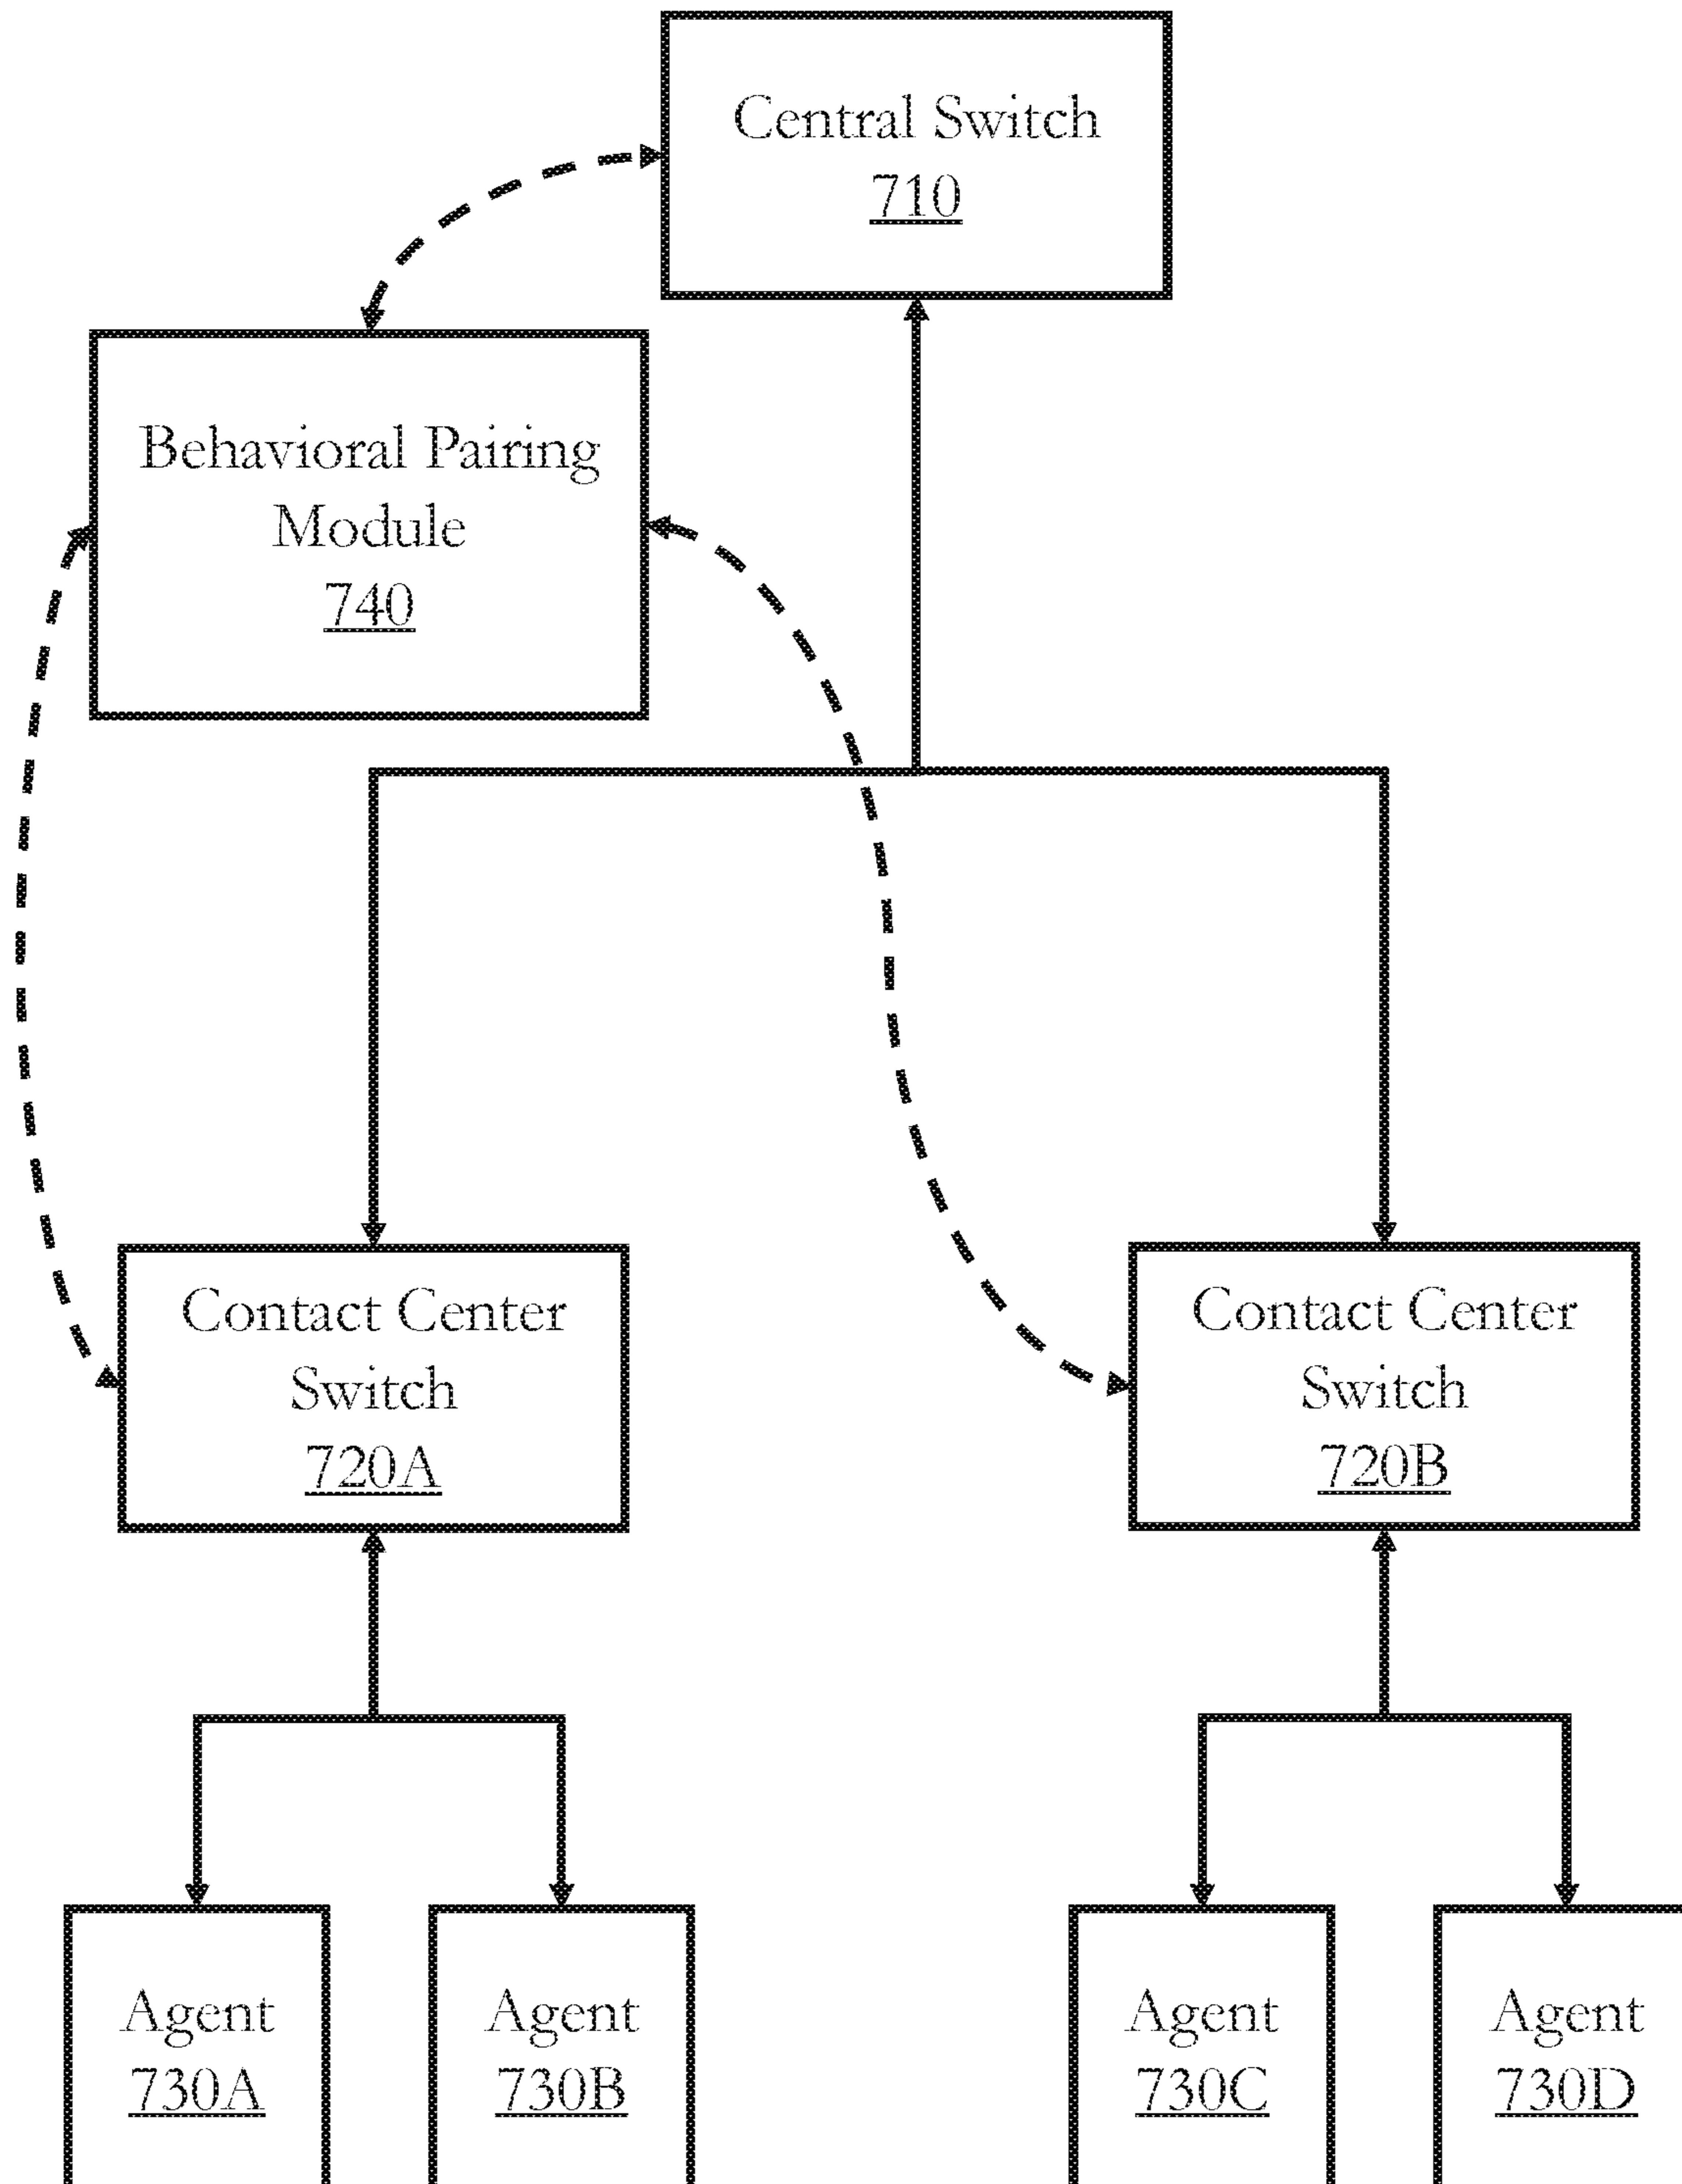 Central Switch
710
Behavioral Pairing
Module
740
Contact Center
Switch
720A
Contact Center
Switch
720B
Agent
730A
Agent
730B
Agent
730C
Agent
730D